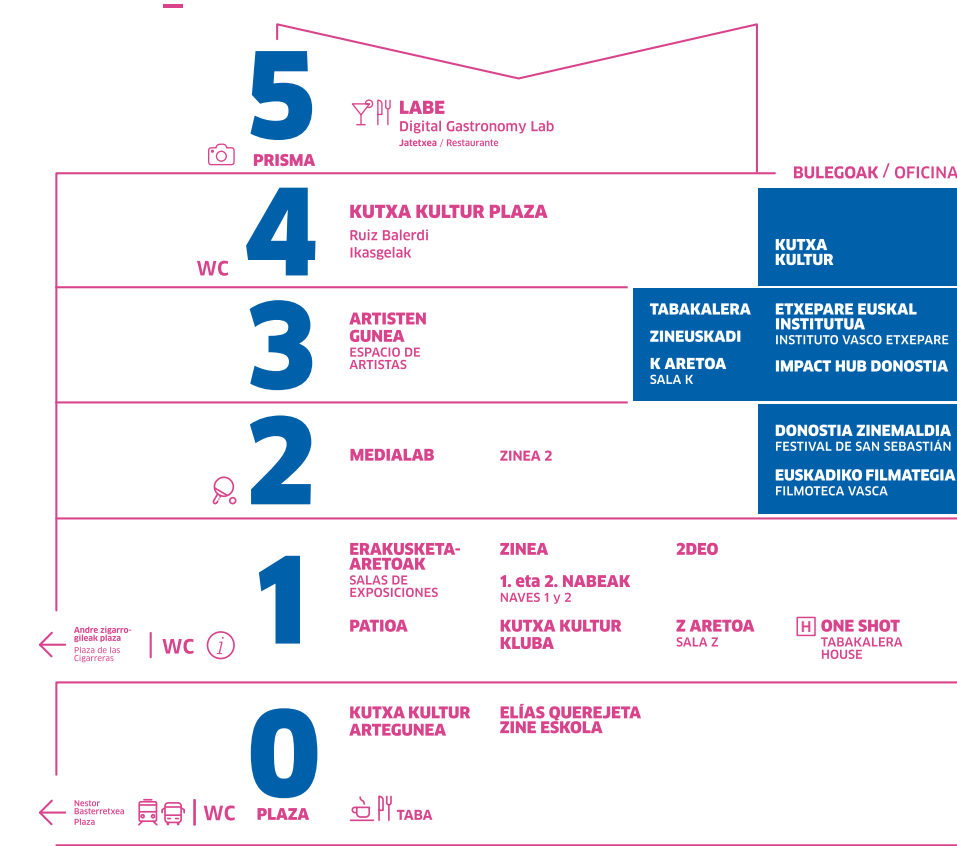 5
PRISMA
LABE
Digital Gastronomy Lab
Jatetxea / Restaurante
BULEGOAK / OFICINA
4
WC
KUTXA KULTUR PLAZA
Ruiz Balerdi
Ikasgelak
KUTXA
KULTUR
3
ARTISTEN
GUNEA
ESPACIO DE
ARTISTAS
TABAKALERA
ZINEUSKADI
K ARETOA
SALA K
ETXEPARE EUSKAL
INSTITUTUA
INSTITUTO VASCO ETXEPARE
IMPACT HUB DONOSTIA
2
MEDIALAB
ZINEA 2
DONOSTIA ZINEMALDIA
FESTIVAL DE SAN SEBASTIÁN
EUSKADIKO FILMATEGIA
FILMOTECA VASCA
1
Andre zigarro-
gileak plaza
Plaza de las
Cigarreras
WC
i
ERAKUSKETA-
ARETOAK
SALAS DE
EXPOSICIONES
PATIOA
ZINEA
1. eta 2. NABEAK
NAVES 1 y 2
KUTXA KULTUR
KLUBA
2DEO
Z ARETOA
SALA Z
H ONE SHOT
TABAKALERA
HOUSE
0
PLAZA
Nestor
Basterretxea
Plaza
WC
KUTXA KULTUR
ARTEGUNEA
ELÍAS QUEREJETA
ZINE ESKOLA
TABA